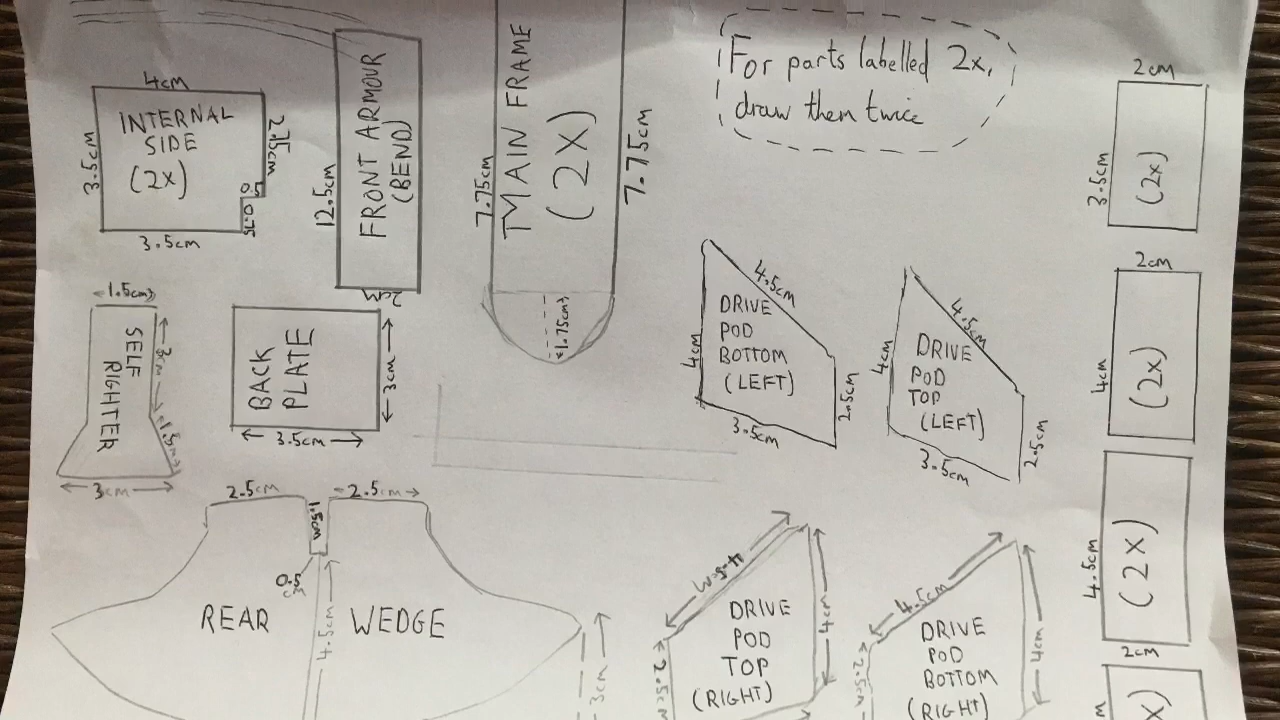 For parts labelled 2x,
draw them twice
4cm
INTERNAL
SIDE
(2x)
3.5cm
2.75cm
0.5
0.75
3.5cm
FRONT ARMOUR
(BEND)
12.5cm
2cm
MAIN FRAME
(2X)
7.75cm
7.75cm
1.75cm
2cm
3.5cm
(2x)
2cm
4cm
(2x)
4.5cm
(2X)
2cm
1.5cm
SELF
RIGHTER
3cm
BACK
PLATE
3cm
3.5cm
4.5cm
DRIVE
POD
BOTTOM
(LEFT)
4cm
2.5cm
3.5cm
4.5cm
DRIVE
POD
TOP
(LEFT)
4cm
2.5cm
3.5cm
2.5cm
2.5cm
1.5cm
0.5
cm
REAR WEDGE
4.5cm
3cm
4.5cm
DRIVE
POD
TOP
(RIGHT)
4cm
2.5cm
4.5cm
DRIVE
POD
BOTTOM
(RIGHT)
4cm
2.5cm